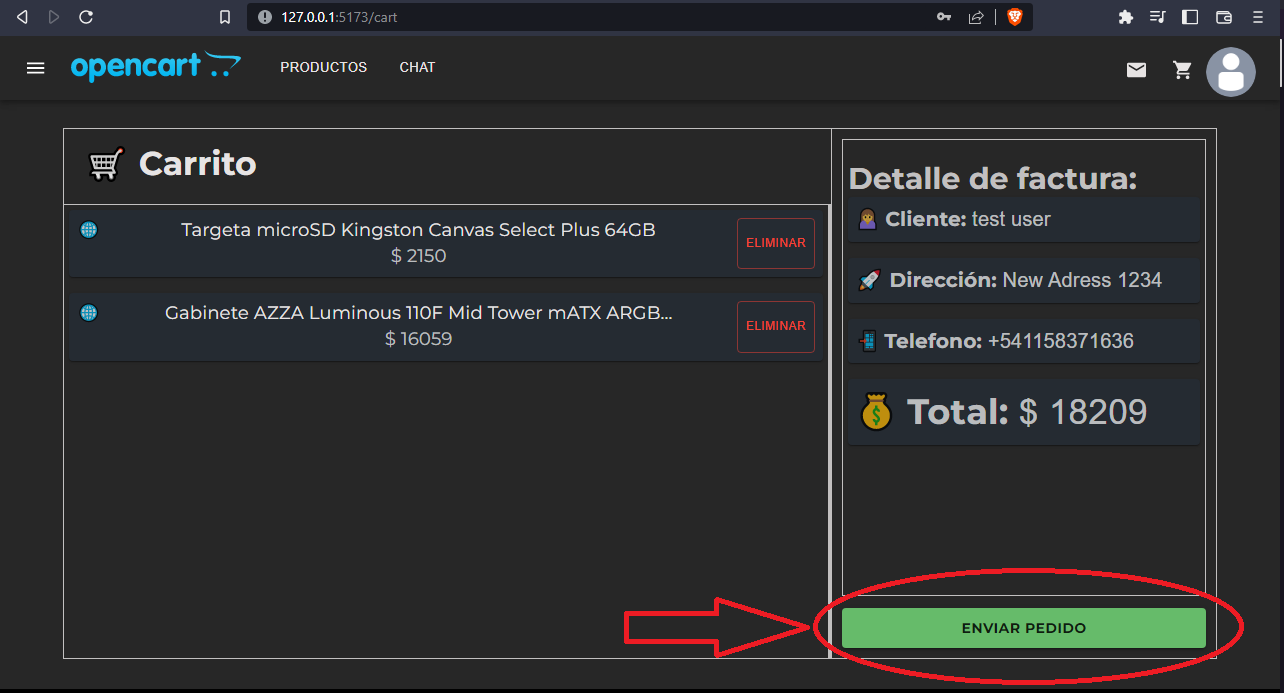 127.0.0.1:5173/cart
opencart
PRODUCTOS
CHAT
Carrito
Targeta microSD Kingston Canvas Select Plus 64GB
$ 2150
ELIMINAR
Gabinete AZZA Luminous 110F Mid Tower mATX ARGB...
$ 16059
ELIMINAR
Detalle de factura:
Cliente: test user
Dirección: New Adress 1234
Telefono: +541158371636
Total: $ 18209
ENVIAR PEDIDO